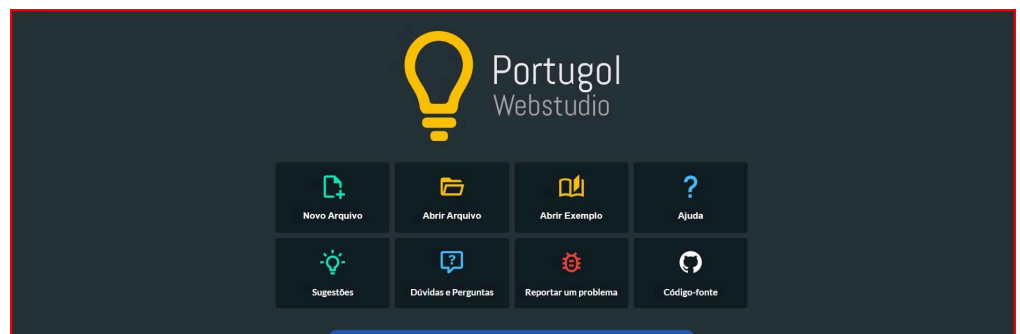 Portugol
Webstudio
Novo Arquivo
Abrir Arquivo
Abrir Exemplo
Ajuda
Sugestões
Dúvidas e Perguntas
Reportar um problema
Código-fonte